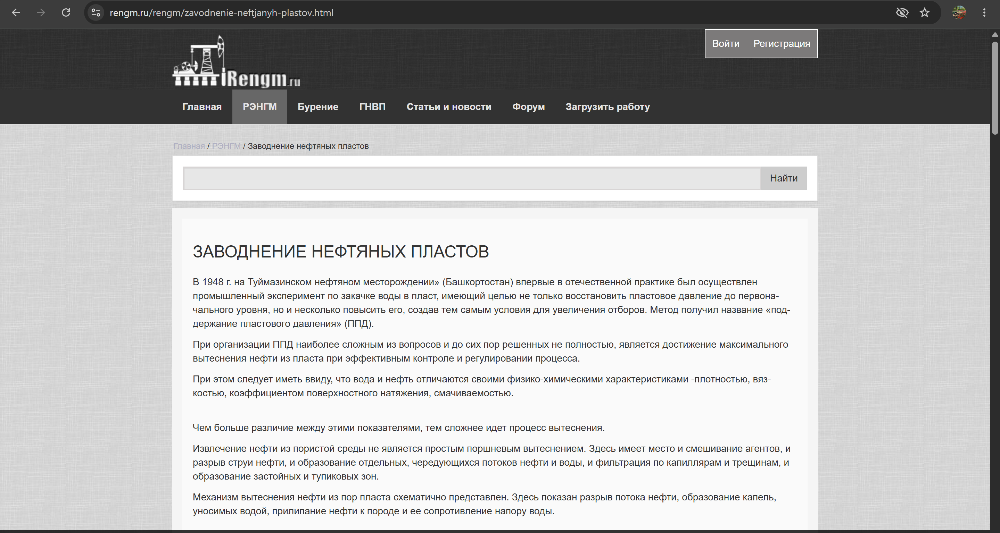 rengm.ru/rengm/zavodnenie-neftjanyh-plastov.html
Войти Регистрация
iRengm.ru
Главная РЭНГМ Бурение ГНВП Статьи и новости Форум Загрузить работу
Главная / РЭНГМ / Заводнение нефтяных пластов
Найти
ЗАВОДНЕНИЕ НЕФТЯНЫХ ПЛАСТОВ
В 1948 г. на Туймазинском нефтяном месторождении» (Башкортостан) впервые в отечественной практике был осуществлен
промышленный эксперимент по закачке воды в пласт, имеющий целью не только восстановить пластовое давление до первона-
чального уровня, но и несколько повысить его, создав тем самым условия для увеличения отборов. Метод получил название «под-
держание пластового давления» (ППД).
При организации ППД наиболее сложным из вопросов и до сих пор решенных не полностью, является достижение максимального
вытеснения нефти из пласта при эффективным контроле и регулировании процесса.
При этом следует иметь ввиду, что вода и нефть отличаются своими физико-химическими характеристиками -плотностью, вяз-
костью, коэффициентом поверхностного натяжения, смачиваемостью.
Чем больше различие между этими показателями, тем сложнее идет процесс вытеснения.
Извлечение нефти из пористой среды не является простым поршневым вытеснением. Здесь имеет место и смешивание агентов, и
разрыв струи нефти, и образование отдельных, чередующихся потоков нефти и воды, и фильтрация по капиллярам и трещинам, и
образование застойных и тупиковых зон.
Механизм вытеснения нефти из пор пласта схематично представлен. Здесь показан разрыв потока нефти, образование капель,
уносимых водой, прилипание нефти к породе и ее сопротивление напору воды.